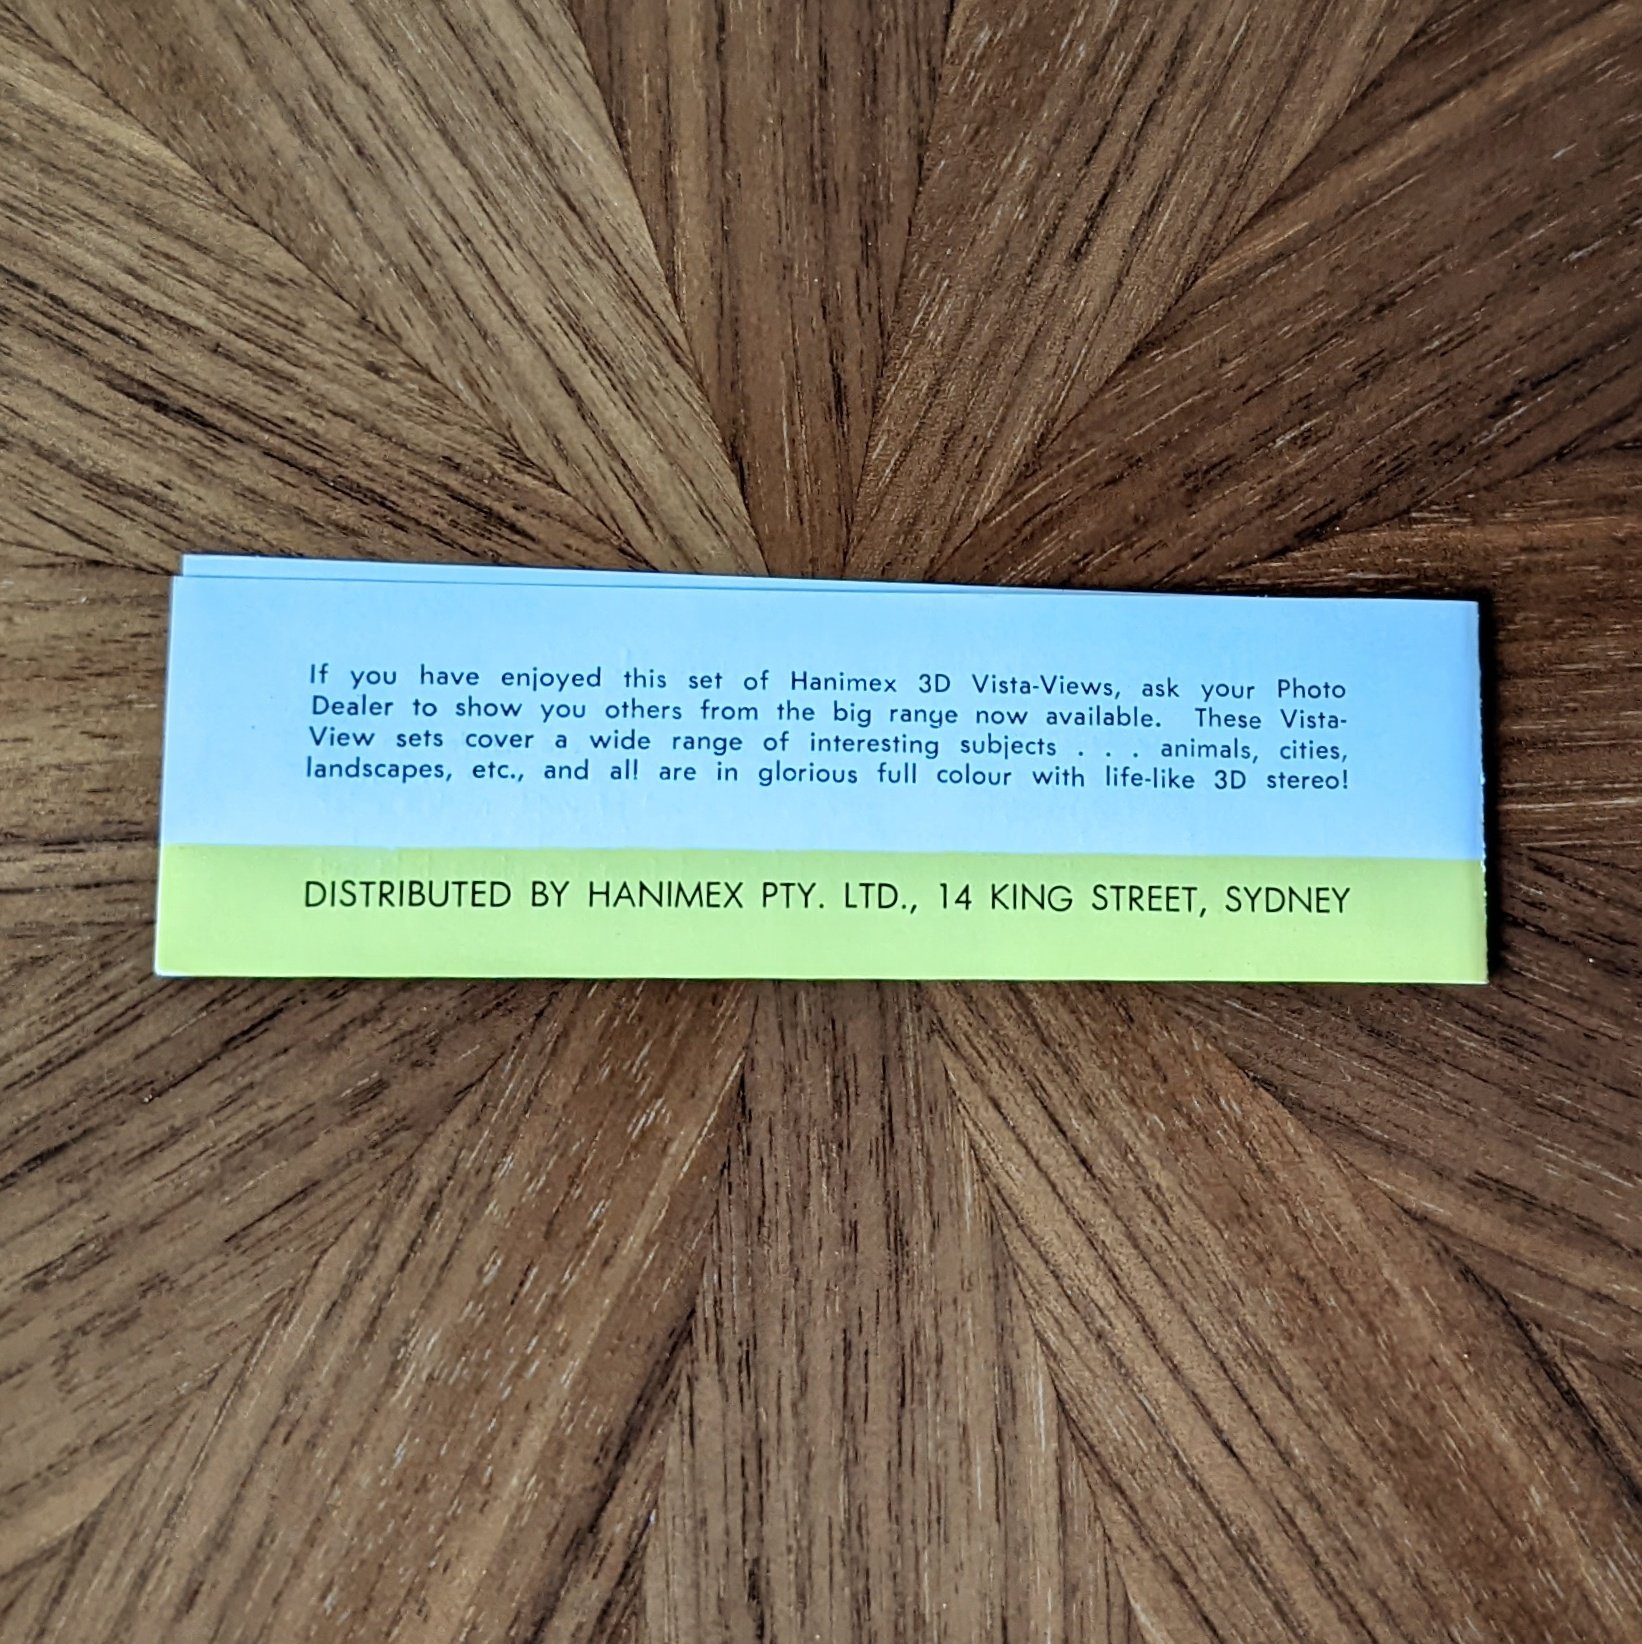 If you have enjoyed this set of Hanimex 3D Vista-Views, ask your Photo
Dealer to show you others from the big range now available. These Vista-
View sets cover a wide range of interesting subjects . . . animals, cities,
landscapes, etc., and all are in glorious full colour with life-like 3D stereo!
DISTRIBUTED BY HANIMEX PTY. LTD., 14 KING STREET, SYDNEY